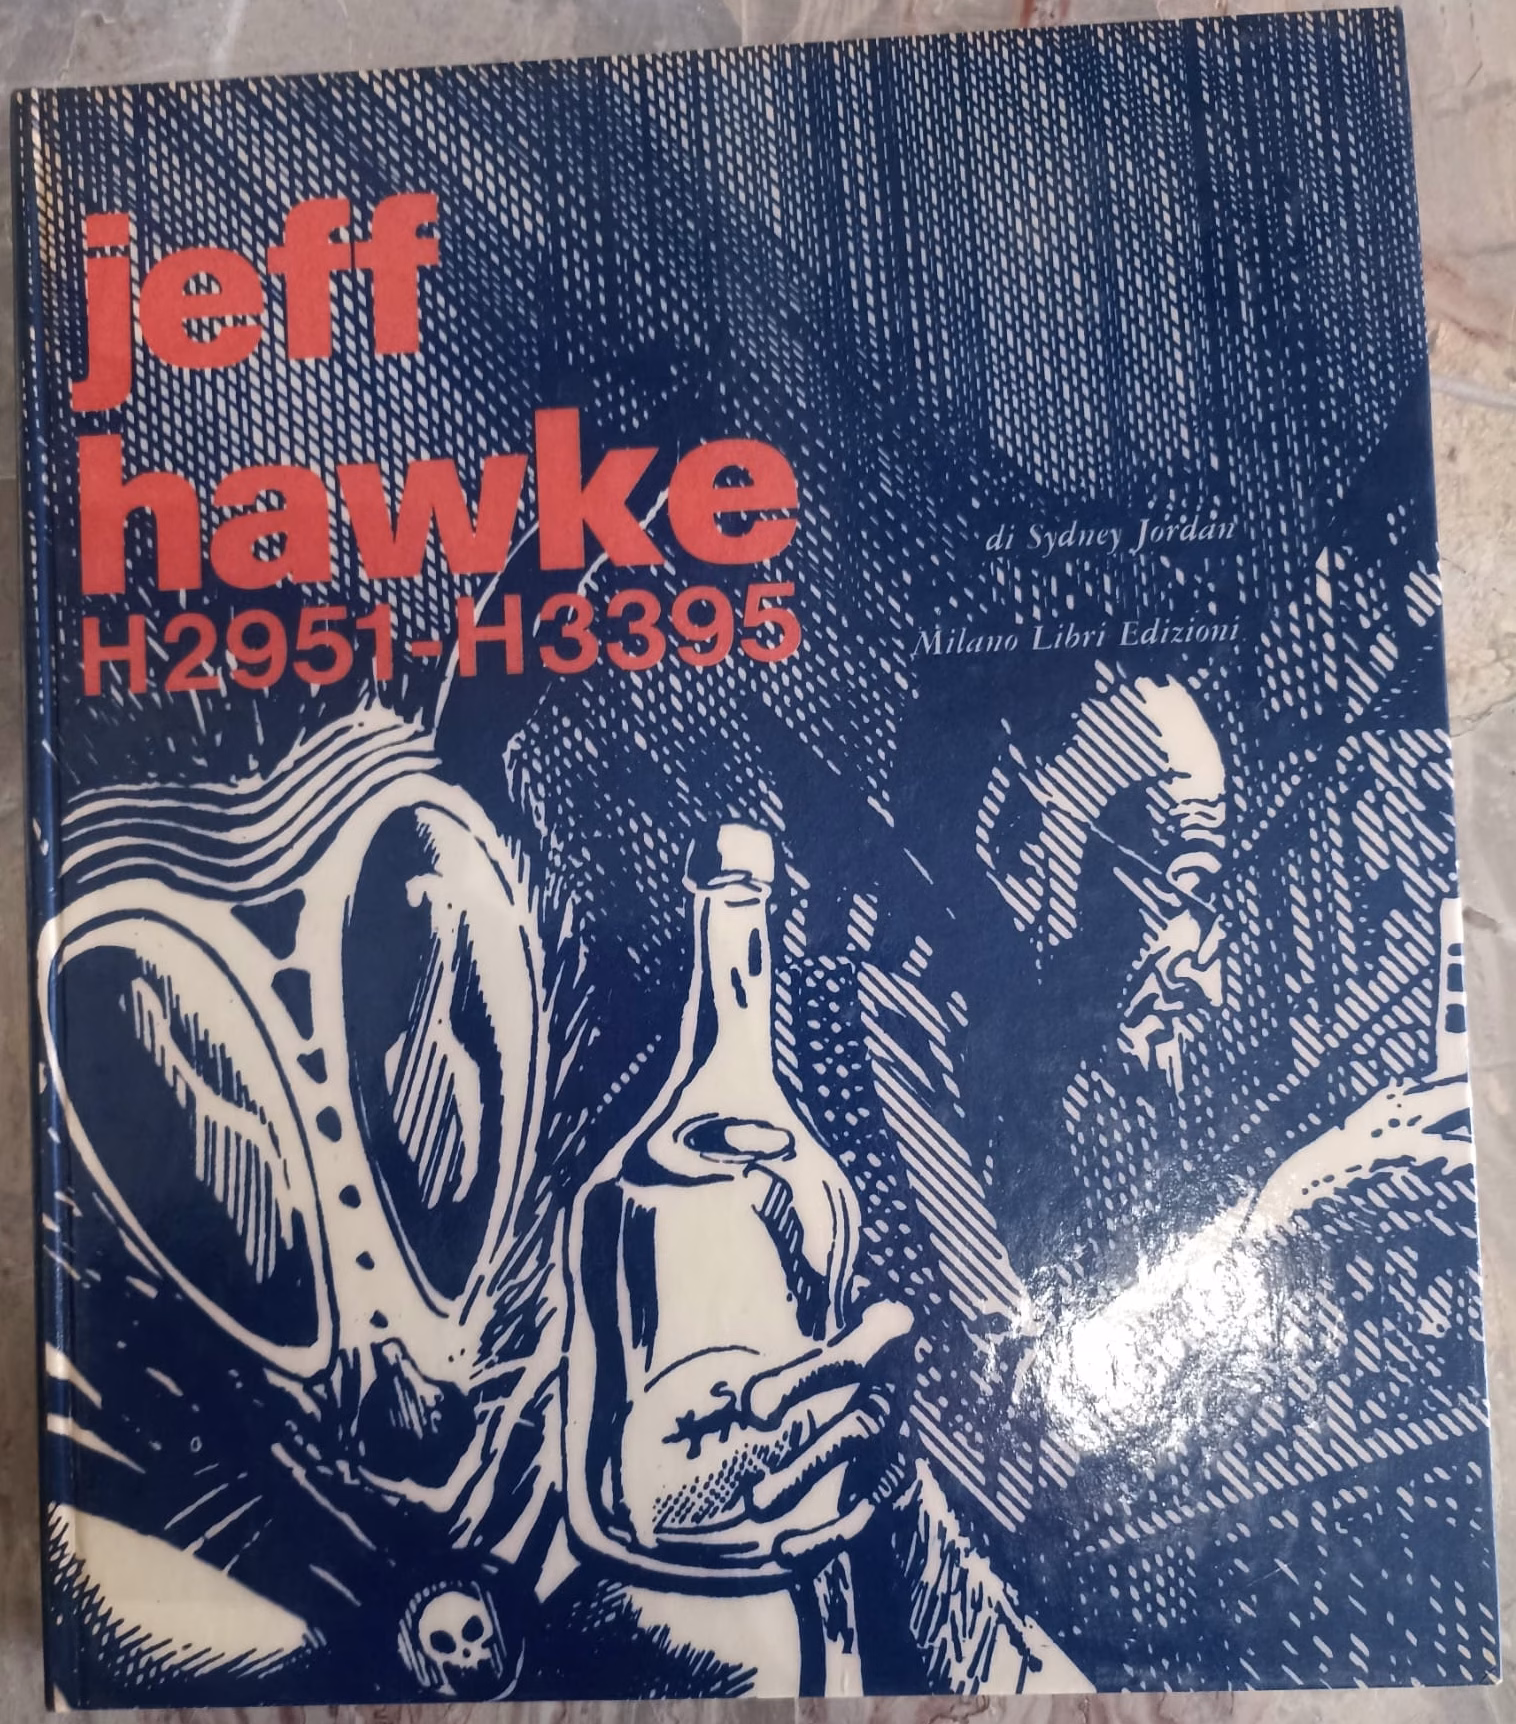 jeff
hawke
H2951-H3395
di Sydney Jordan
Milano Libri Edizioni